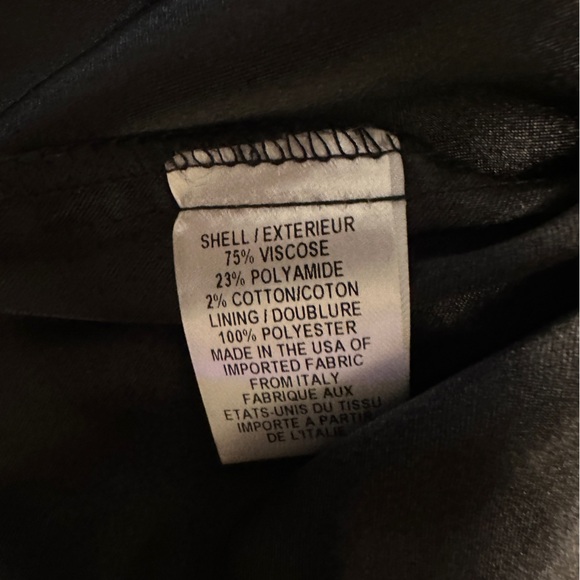 SHELL / EXTERIEUR
75% VISCOSE
23% POLYAMIDE
2% COTTON/COTON
LINING / DOUBLURE
100% POLYESTER
MADE IN THE USA OF
IMPORTED FABRIC
FROM ITALY
FABRIQUE AUX
ETATS-UNIS DU TISSU
IMPORTE A PARTIR
DE L'ITALIE